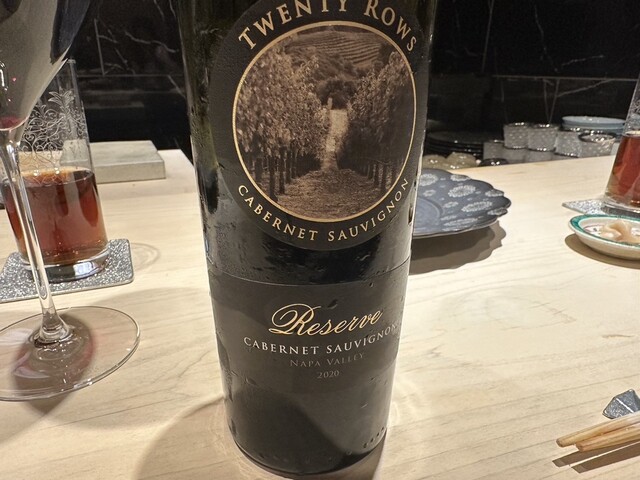 TWENTY ROWS
CABERNET SAUVIGNON
Reserve
CABERNET SAUVIGNON
NAPA VALLEY
2020